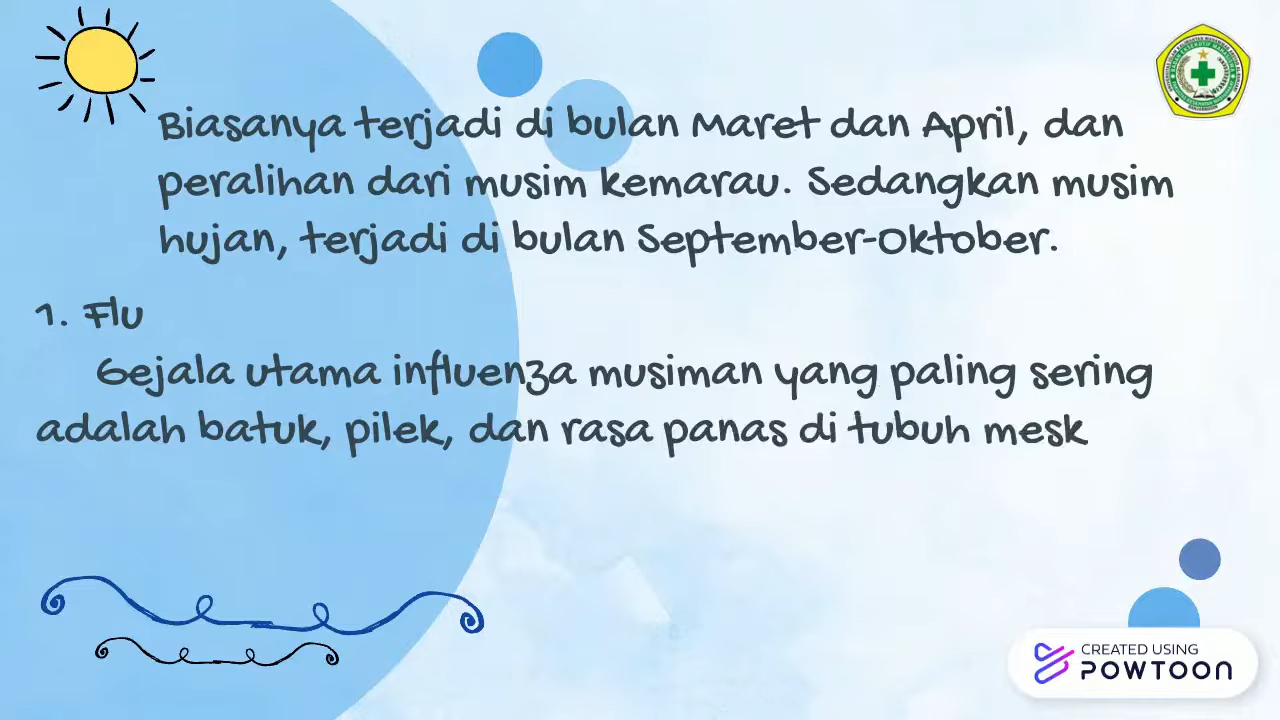 Biasanya terjadi di bulan Maret dan April, dan
peralihan dari musim kemarau. Sedangkan musim
hujan, terjadi di bulan September-Oktober.
1. Flu
Gejala utama influenza musiman yang paling sering
adalah batuk, pilek, dan rasa panas di tubuh mesk
CREATED USING
POWTOON